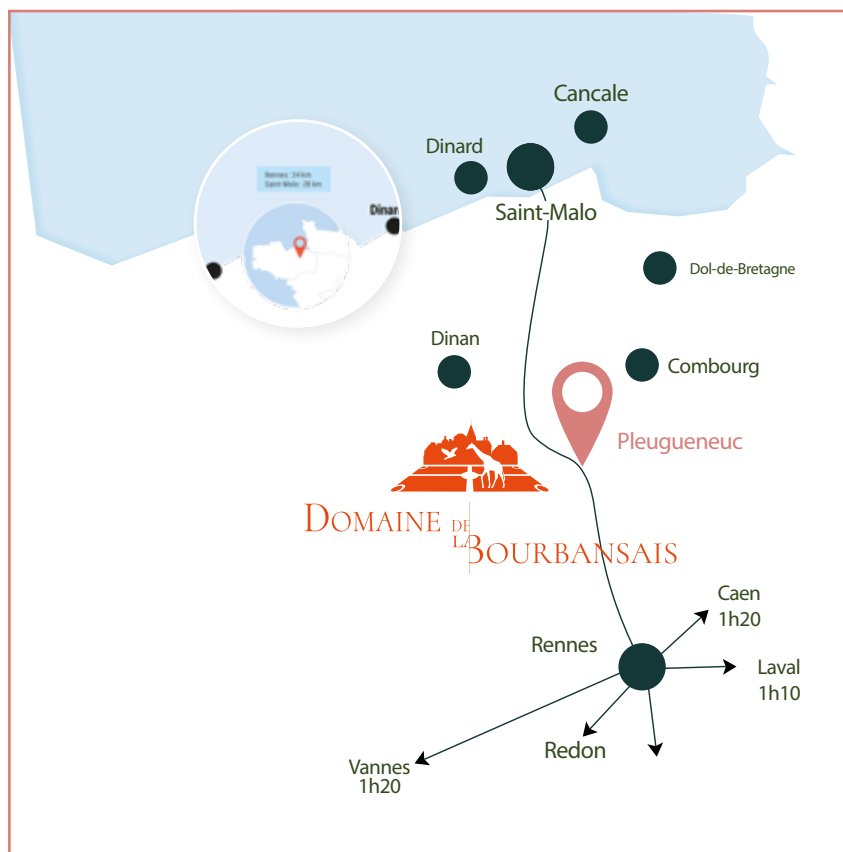 Cancale
Dinard
Saint-Malo
Rennes : 34 km
Saint Malo : 38 km
Dinar
Dol-de-Bretagne
Dinan
Combourg
Pleugueneuc
DOMAINE DE
LA BOURBANSAIS
Caen
1h20
Rennes
Laval
1h10
Redon
Vannes
1h20